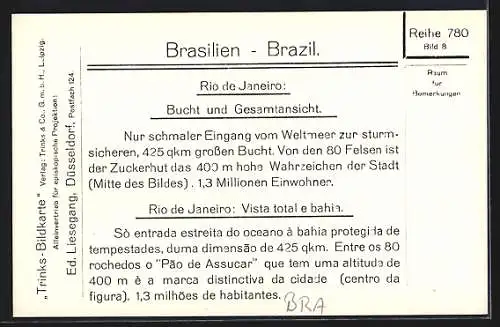 Brasilien - Brazil.
Reihe 780
Bild 8
Raum
für
Bemerkungen
Rio de Janeiro:
Bucht und Gesamtansicht.
Nur schmaler Eingang vom Weltmeer zur sturm-
sicheren, 425 qkm großen Bucht. Von den 80 Felsen ist
der Zuckerhut das 400 m hohe Wahrzeichen der Stadt
(Mitte des Bildes). 1,3 Millionen Einwohner.
Rio de Janeiro: Vista total e bahia.
Sò entrada estreita do oceano à bahia protegida de
tempestades, duma dimensão de 425 qkm. Entre os 80
rochedos o "Pão de Assucar" que tem uma altitude de
400 m é a marca distinctiva da cidade (centro da
figura). 1,3 milhões de habitantes.
BRA
„Trinks-Bildkarte" Verlag: Trinks & Co., G.m.b.H., Leipzig.
Alleinvertrieb für episkopische Projektion:
Ed. Liesegang, Düsseldorf, Postfach 124.